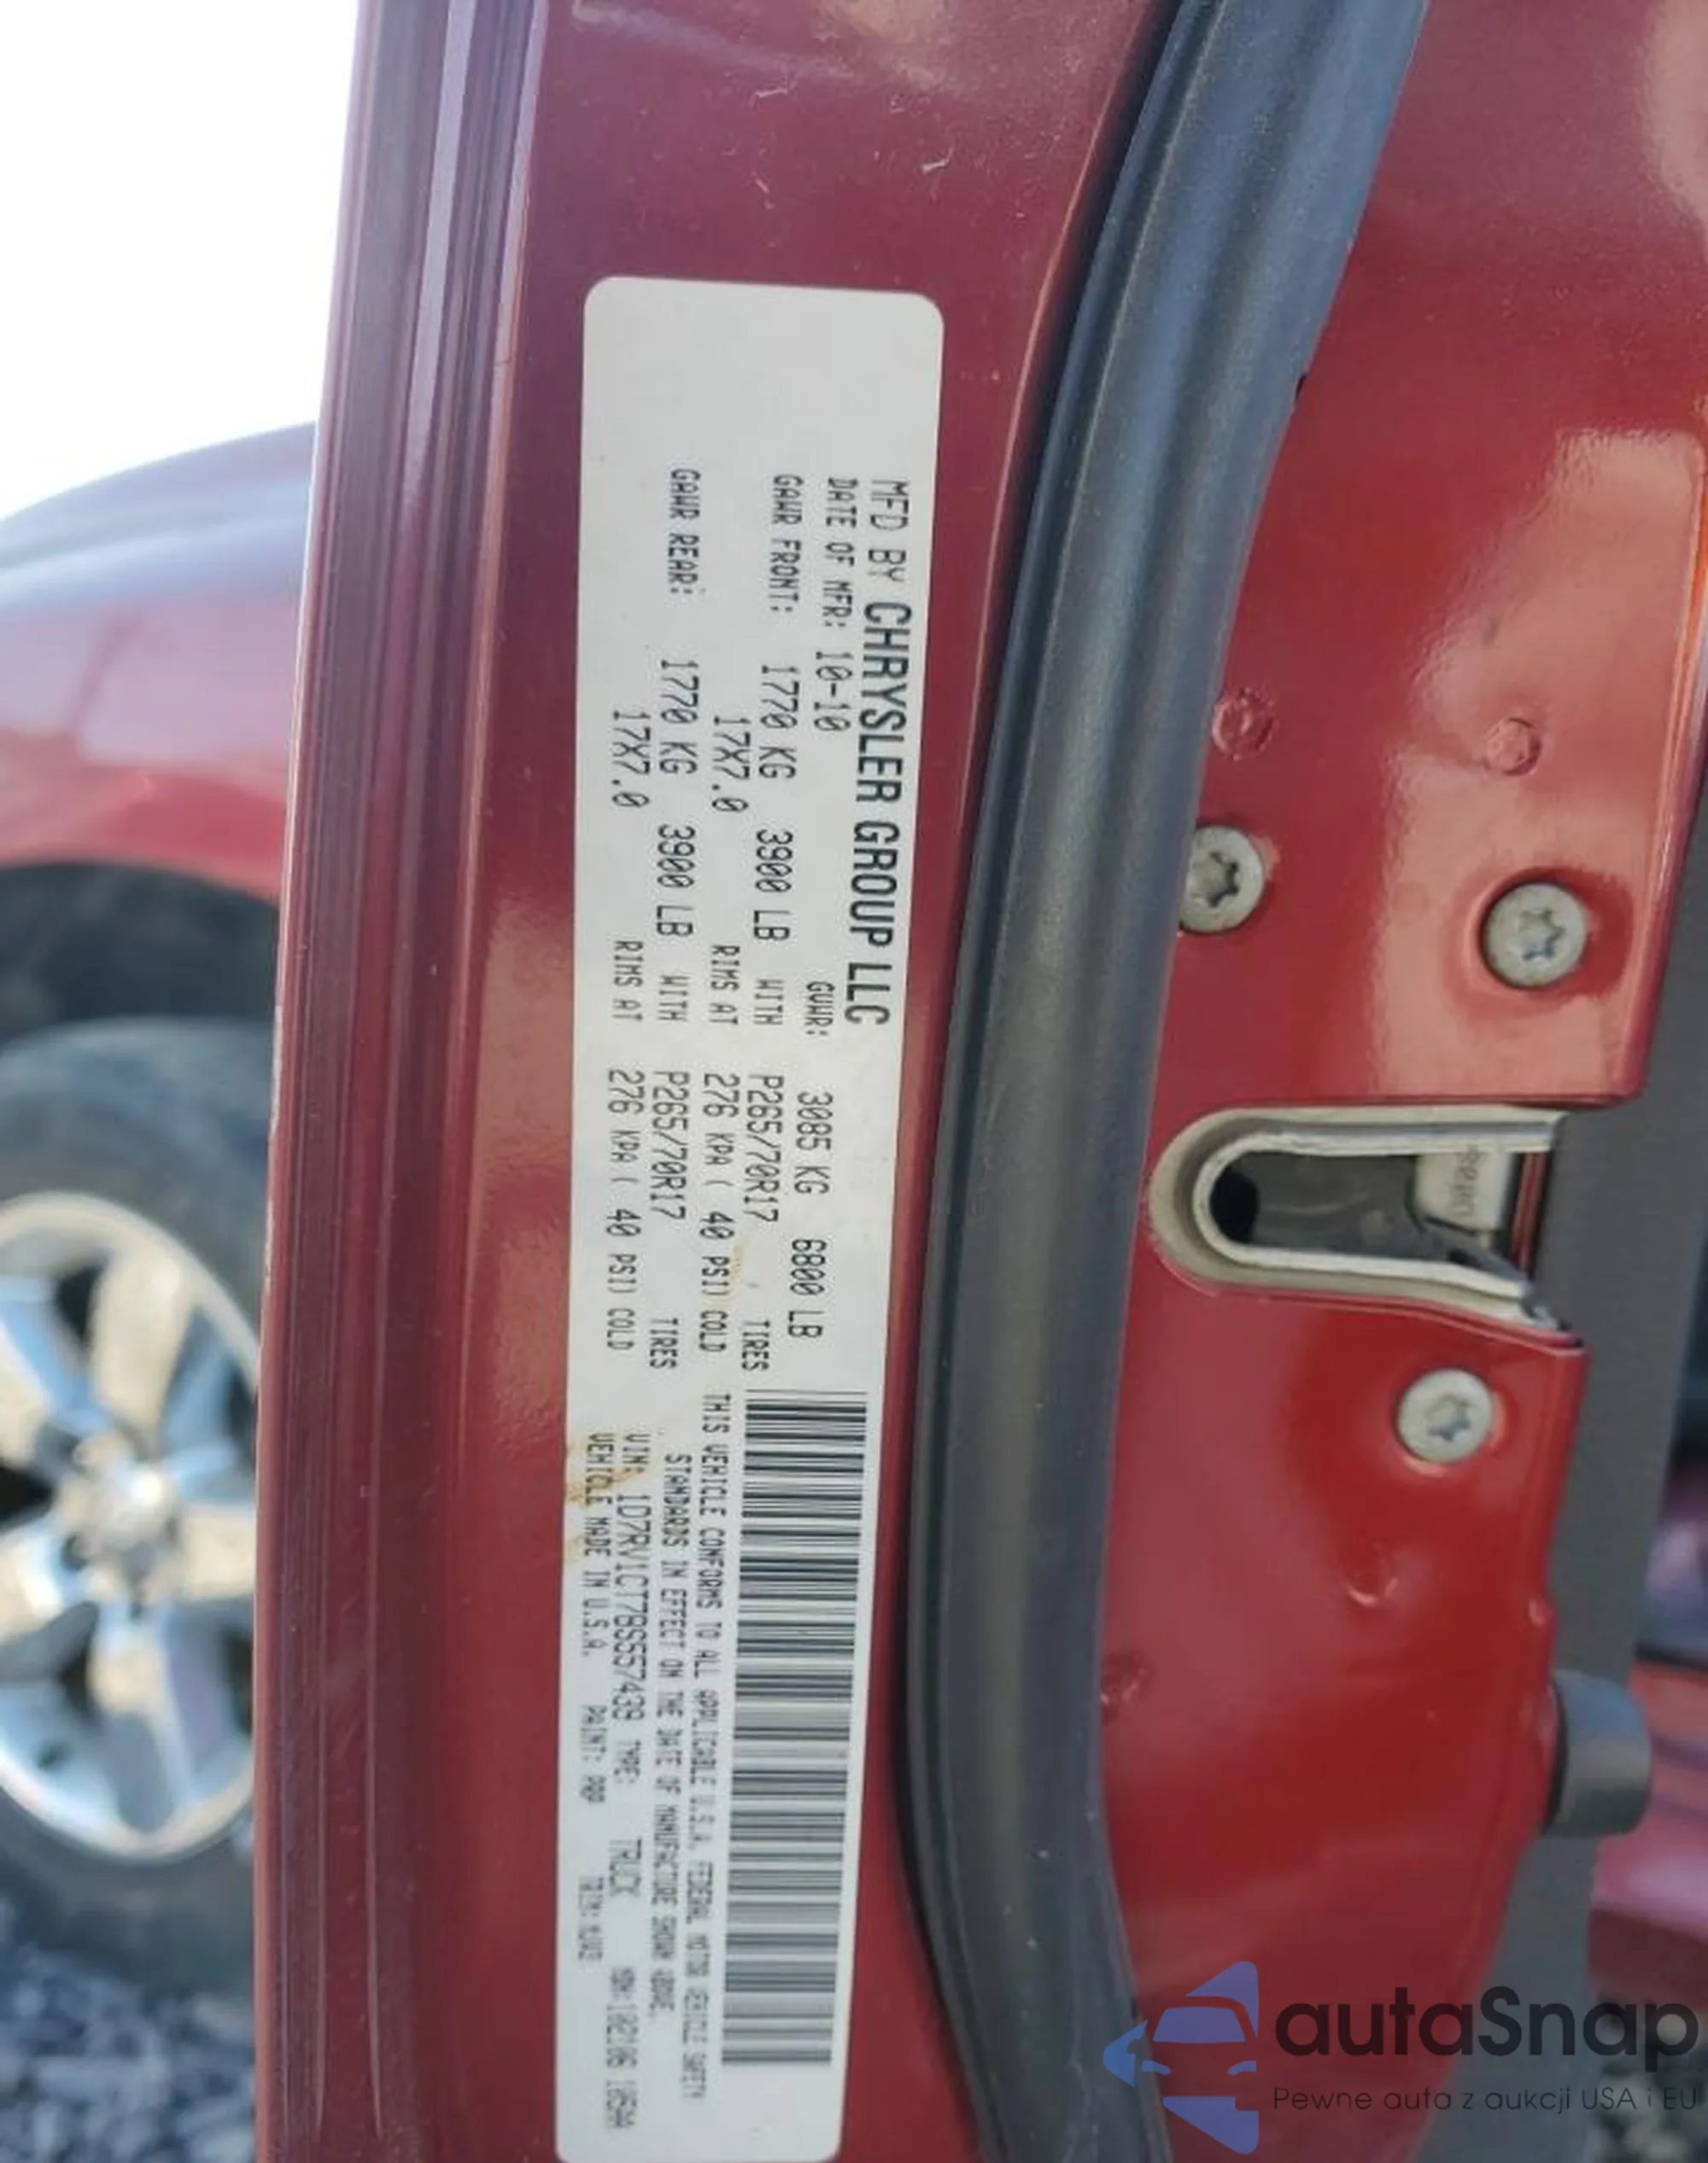 MFD BY CHRYSLER GROUP LLC
DATE OF MFR: 10-10 GVWR: 3085 KG 6800 LB
GAWR FRONT: 1770 KG 3900 LB WITH P265/70R17 TIRES
17X7.0 RIMS AT 276 KPA ( 40 PSI) COLD
GAWR REAR: 1770 KG 3900 LB WITH P265/70R17 TIRES
17X7.0 RIMS AT 276 KPA ( 40 PSI) COLD
THIS VEHICLE CONFORMS TO ALL APPLICABLE U.S.A. FEDERAL MOTOR VEHICLE SAFETY
STANDARDS IN EFFECT ON THE DATE OF MANUFACTURE SHOWN ABOVE.
VIN: 1D7RV1CT7BS557439 TYPE: TRUCK
VEHICLE MADE IN U.S.A. PAINT: PRP TRIM:
autaSnap
Pewne auta z aukcji USA i EU